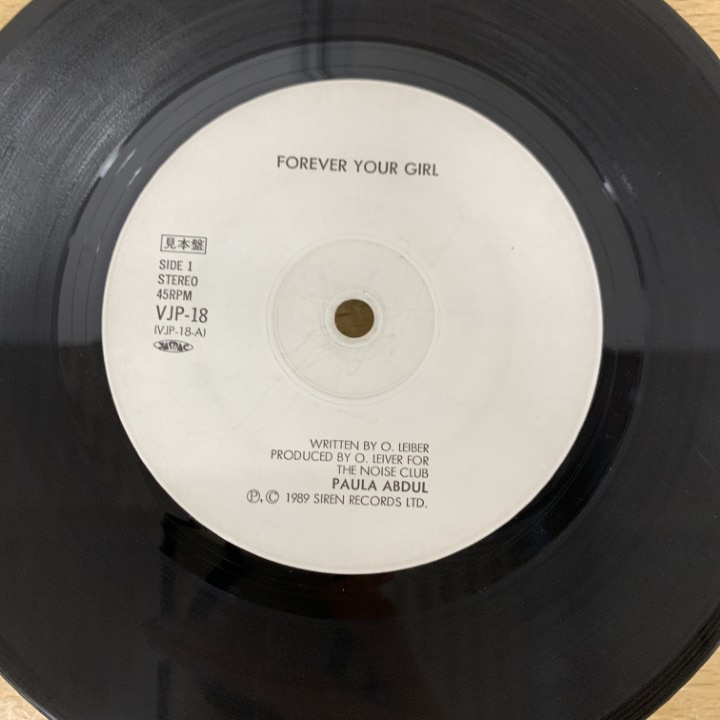 FOREVER YOUR GIRL
見本盤
SIDE 1
STEREO
45RPM
VJP-18
(VJP-18-A)
JASRAC
WRITTEN BY O. LEIBER
PRODUCED BY O. LEIVER FOR
THE NOISE CLUB
PAULA ABDUL
Ⓟ, © 1989 SIREN RECORDS LTD.